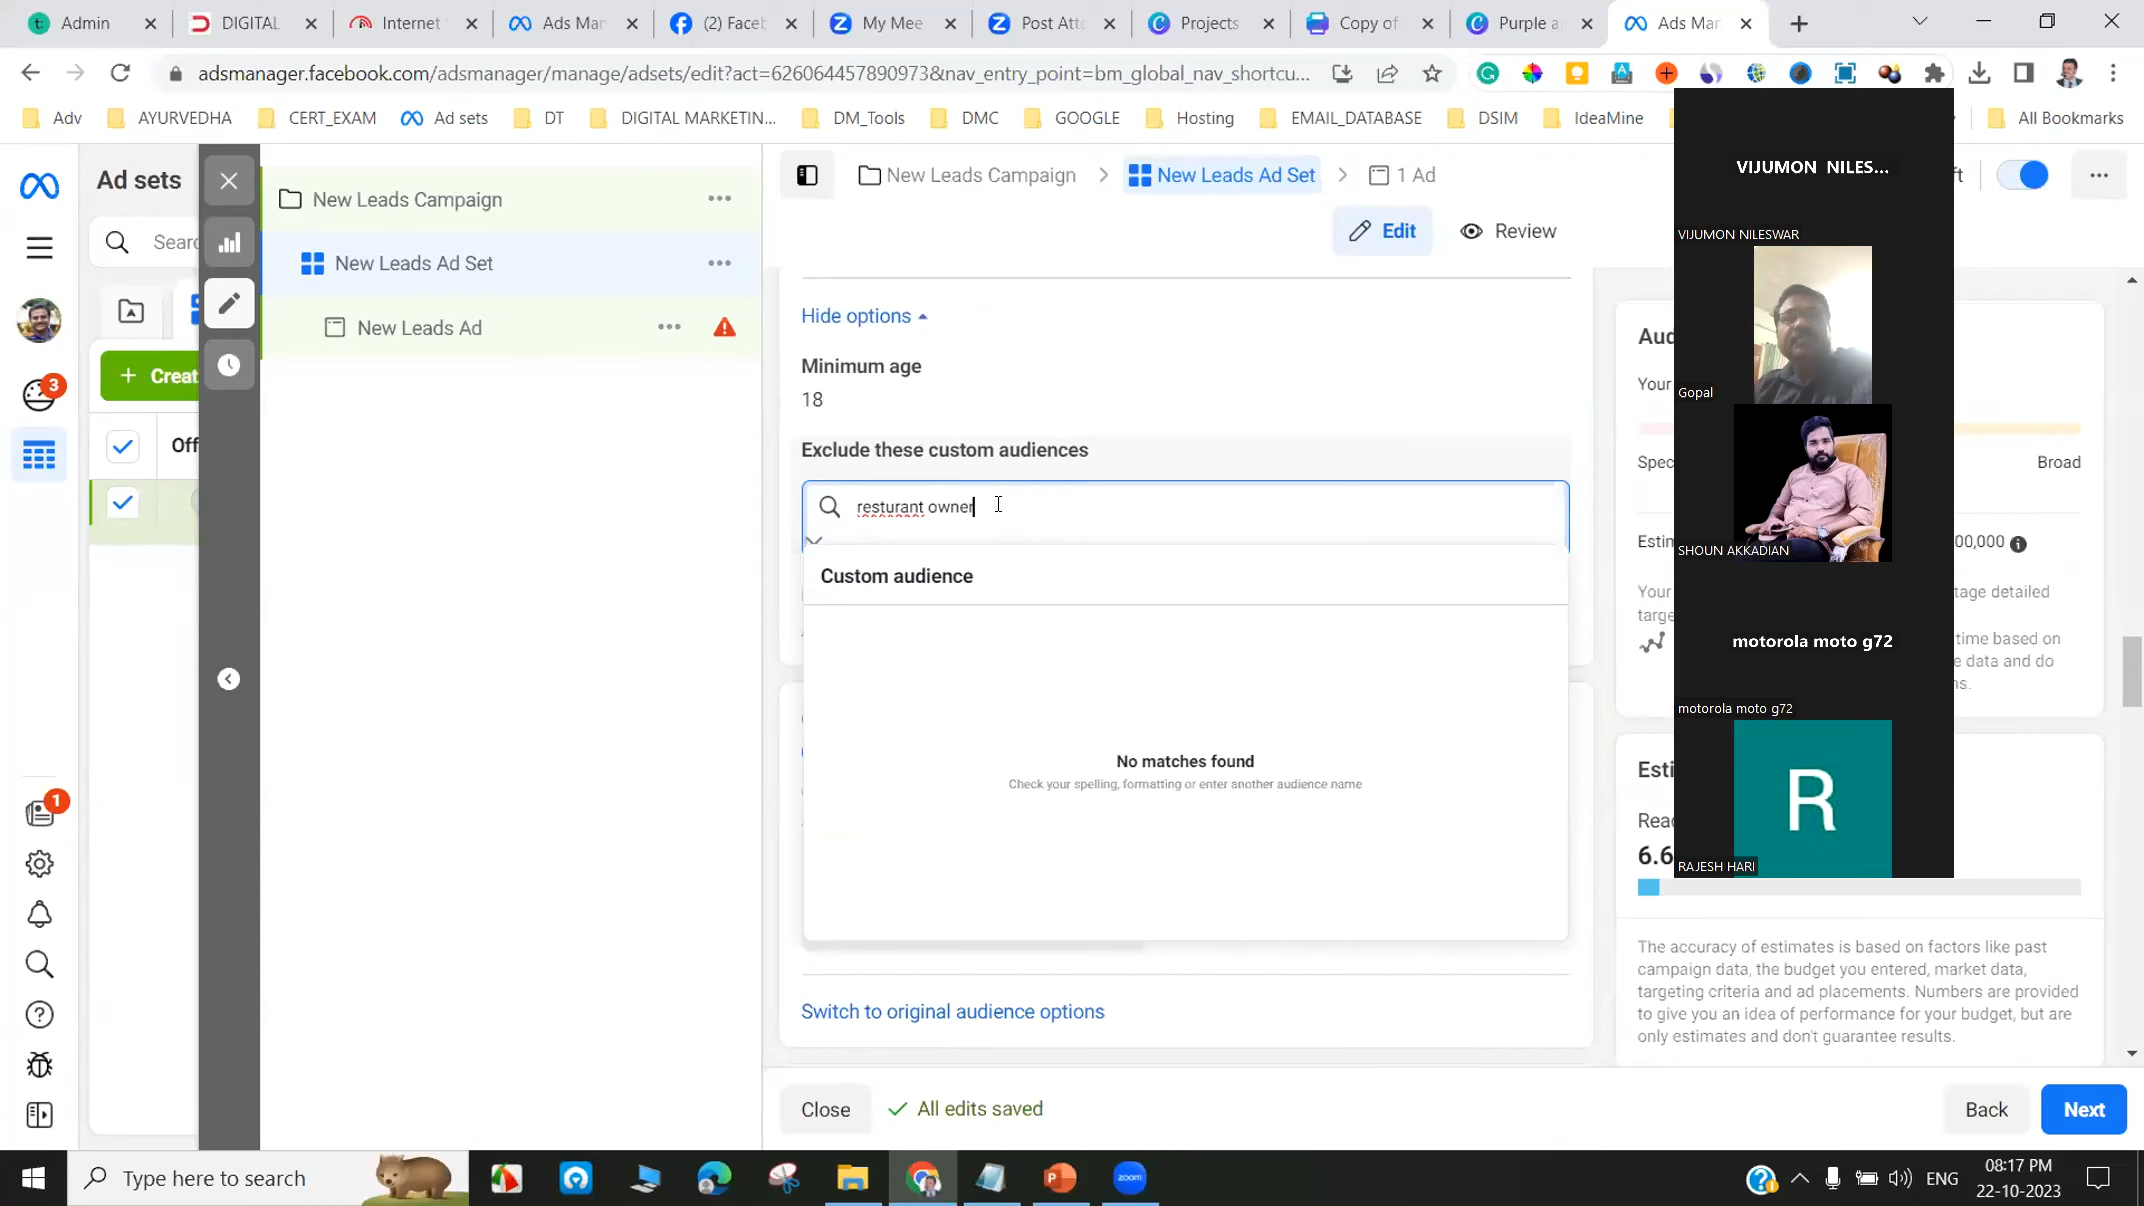 Admin
DIGITAL
Internet
Ads Mar
(2) Faceb
My Mee
Post Atte
Projects
Copy of
Purple a
Ads Man
adsmanager.facebook.com/adsmanager/manage/adsets/edit?act=626064457890973&nav_entry_point=bm_global_nav_shortcu...
Adv
AYURVEDHA
CERT_EXAM
Ad sets
DT
DIGITAL MARKETIN...
DM_Tools
DMC
GOOGLE
Hosting
EMAIL_DATABASE
DSIM
IdeaMine
All Bookmarks
Ad sets
Searc
+ Creat
Off
3
1
New Leads Campaign
New Leads Ad Set
New Leads Ad
New Leads Campaign > New Leads Ad Set > 1 Ad
Edit
Review
Hide options
Minimum age
18
Exclude these custom audiences
resturant owner
Custom audience
No matches found
Check your spelling, formatting or enter another audience name
Switch to original audience options
Close
All edits saved
Back
Next
Aud
Your
Spec
Broad
Estim
00,000
Your
tage detailed
targe
time based on
e data and do
ns.
Esti
Reac
6.6
The accuracy of estimates is based on factors like past
campaign data, the budget you entered, market data,
targeting criteria and ad placements. Numbers are provided
to give you an idea of performance for your budget, but are
only estimates and don't guarantee results.
VIJUMON NILES...
VIJUMON NILESWAR
Gopal
SHOUN AKKADIAN
motorola moto g72
motorola moto g72
R
RAJESH HARI
Type here to search
zoom
ENG
08:17 PM
22-10-2023